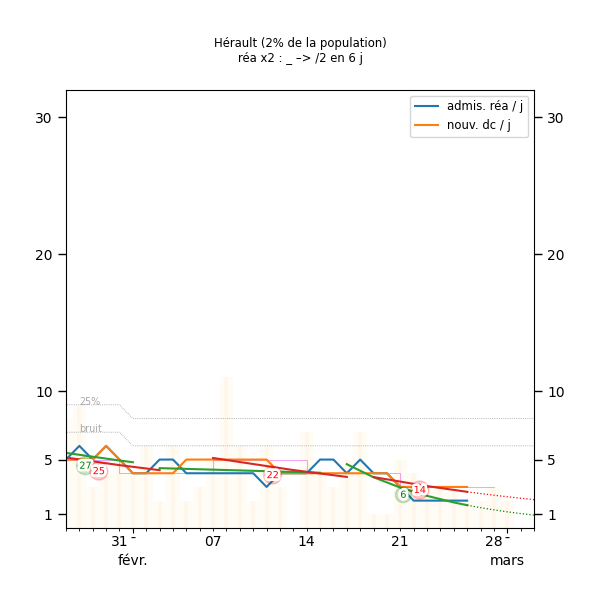 Hérault (2% de la population)
réa x2 : _ –> /2 en 6 j
admis. réa / j
nouv. dc / j
30 30
20 20
10 10
25%
bruit
5 5
27 25 22 6 14
1 1
31 - 07 14 21 28 -
févr. mars